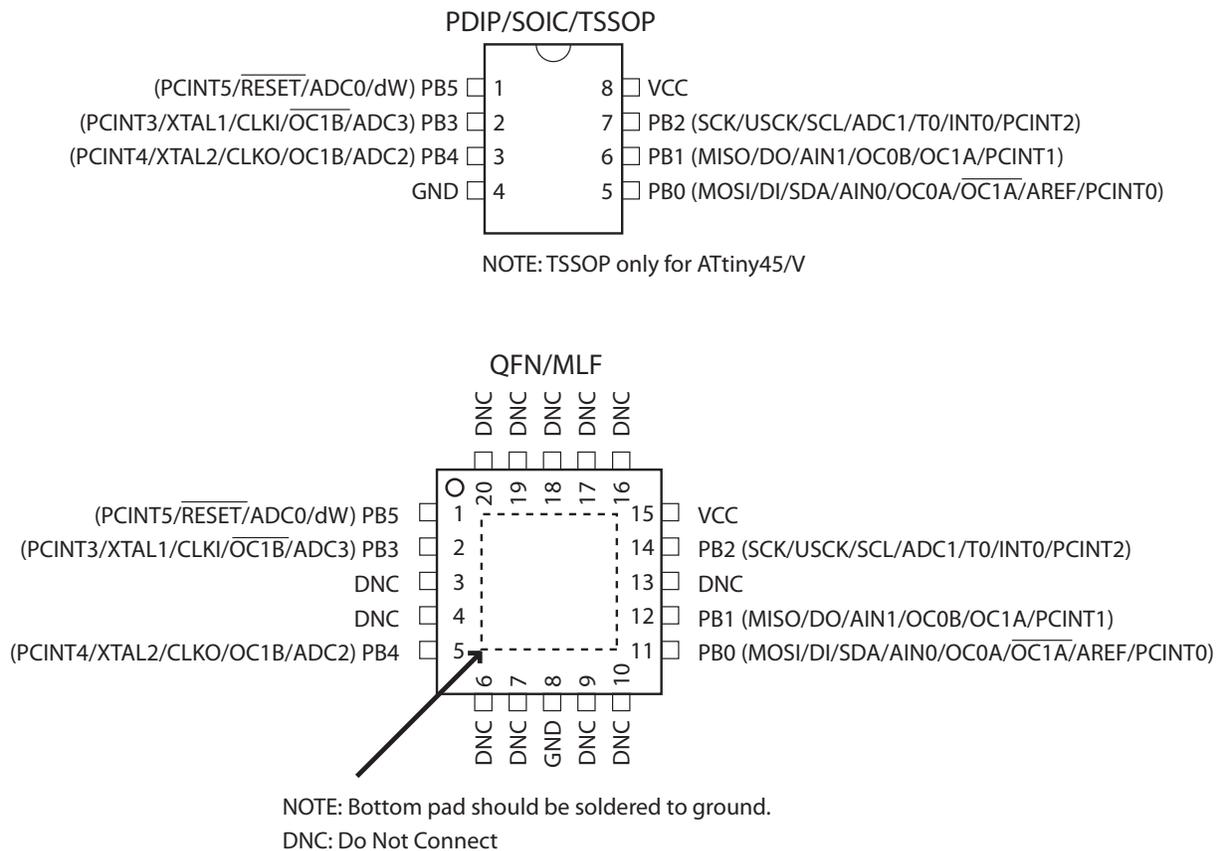 PDIP/SOIC/TSSOP
(PCINT5/RESET/ADC0/dW) PB5 1 8 VCC
(PCINT3/XTAL1/CLKI/OC1B/ADC3) PB3 2 7 PB2 (SCK/USCK/SCL/ADC1/T0/INT0/PCINT2)
(PCINT4/XTAL2/CLKO/OC1B/ADC2) PB4 3 6 PB1 (MISO/DO/AIN1/OC0B/OC1A/PCINT1)
GND 4 5 PB0 (MOSI/DI/SDA/AIN0/OC0A/OC1A/AREF/PCINT0)
NOTE: TSSOP only for ATtiny45/V
QFN/MLF
DNC DNC DNC DNC DNC
20 19 18 17 16
(PCINT5/RESET/ADC0/dW) PB5 1 15 VCC
(PCINT3/XTAL1/CLKI/OC1B/ADC3) PB3 2 14 PB2 (SCK/USCK/SCL/ADC1/T0/INT0/PCINT2)
DNC 3 13 DNC
DNC 4 12 PB1 (MISO/DO/AIN1/OC0B/OC1A/PCINT1)
(PCINT4/XTAL2/CLKO/OC1B/ADC2) PB4 5 11 PB0 (MOSI/DI/SDA/AIN0/OC0A/OC1A/AREF/PCINT0)
6 7 8 9 10
DNC DNC GND DNC DNC
NOTE: Bottom pad should be soldered to ground.
DNC: Do Not Connect